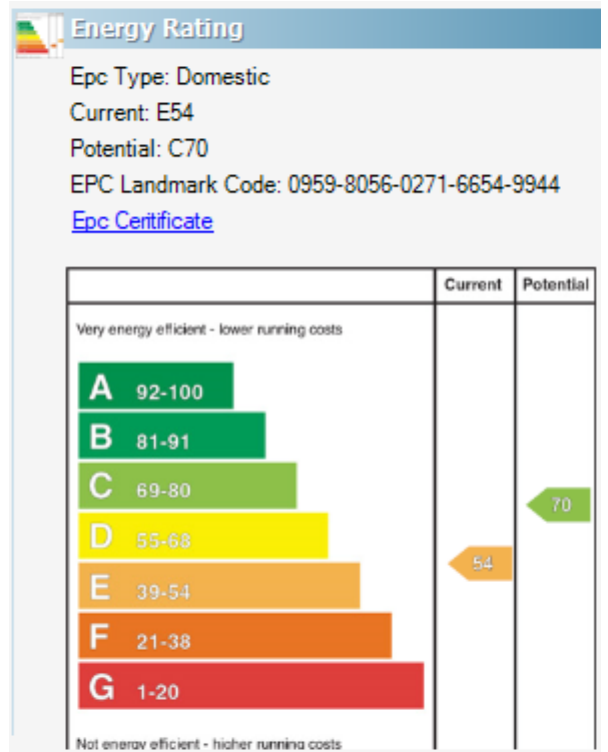 Energy Rating
Epc Type: Domestic
Current: E54
Potential: C70
EPC Landmark Code: 0959-8056-0271-6654-9944
Epc Ceritificate
Current Potential
Very energy efficient - lower running costs
A 92-100
B 81-91
C 69-80
70
D 55-68
54
E 39-54
F 21-38
G 1-20
Not energy efficient - higher running costs